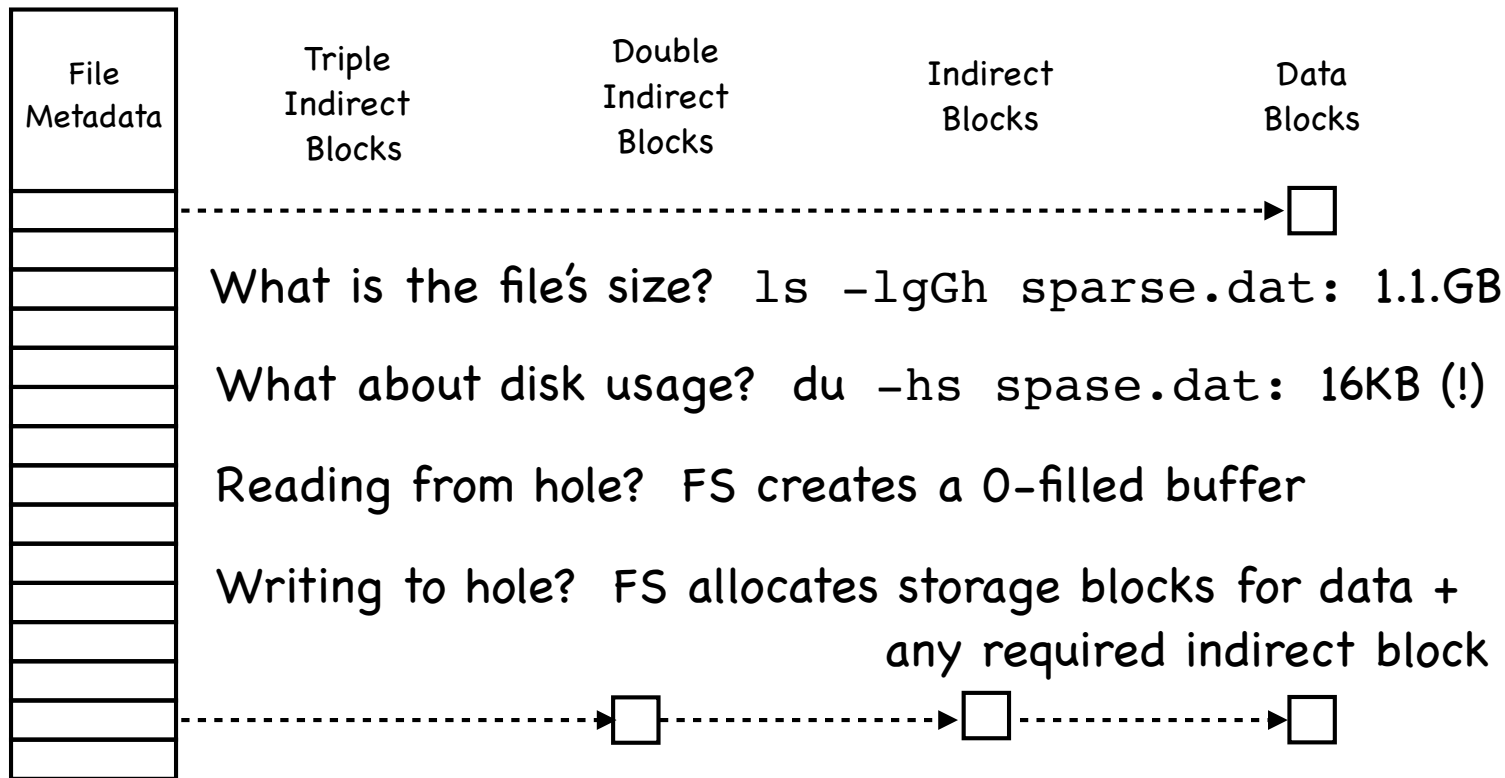 File
Metadata
Triple
Indirect
Blocks
Double
Indirect
Blocks
Indirect
Blocks
Data
Blocks
What is the file's size? ls -lgGh sparse.dat: 1.1.GB
What about disk usage? du -hs spase.dat: 16KB (!)
Reading from hole? FS creates a 0-filled buffer
Writing to hole? FS allocates storage blocks for data +
any required indirect block